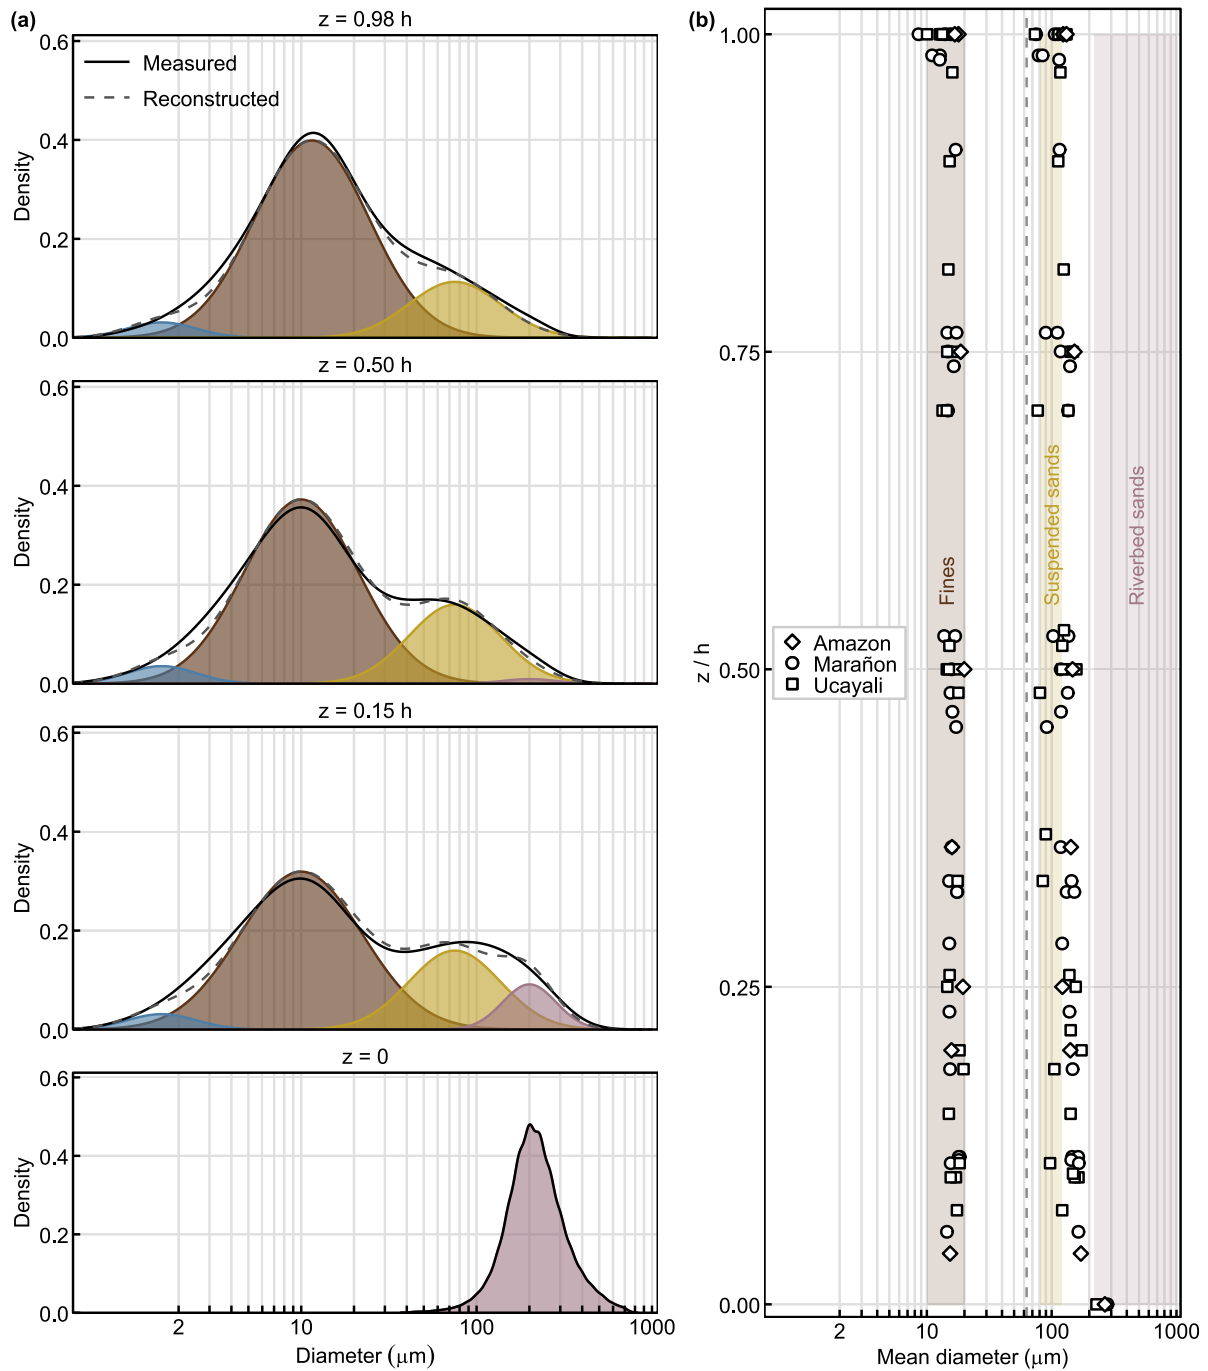 (a)
z = 0.98 h
0.6
0.4
0.2
0.0
Density
Measured
Reconstructed
z = 0.50 h
0.6
0.4
0.2
0.0
Density
z = 0.15 h
0.6
0.4
0.2
0.0
Density
z = 0
0.6
0.4
0.2
0.0
Density
2 10 100 1000
Diameter (μm)
(b)
1.00
0.75
0.50
0.25
0.00
z / h
Fines
Suspended sands
Riverbed sands
Amazon
Marañon
Ucayali
2 10 100 1000
Mean diameter (μm)